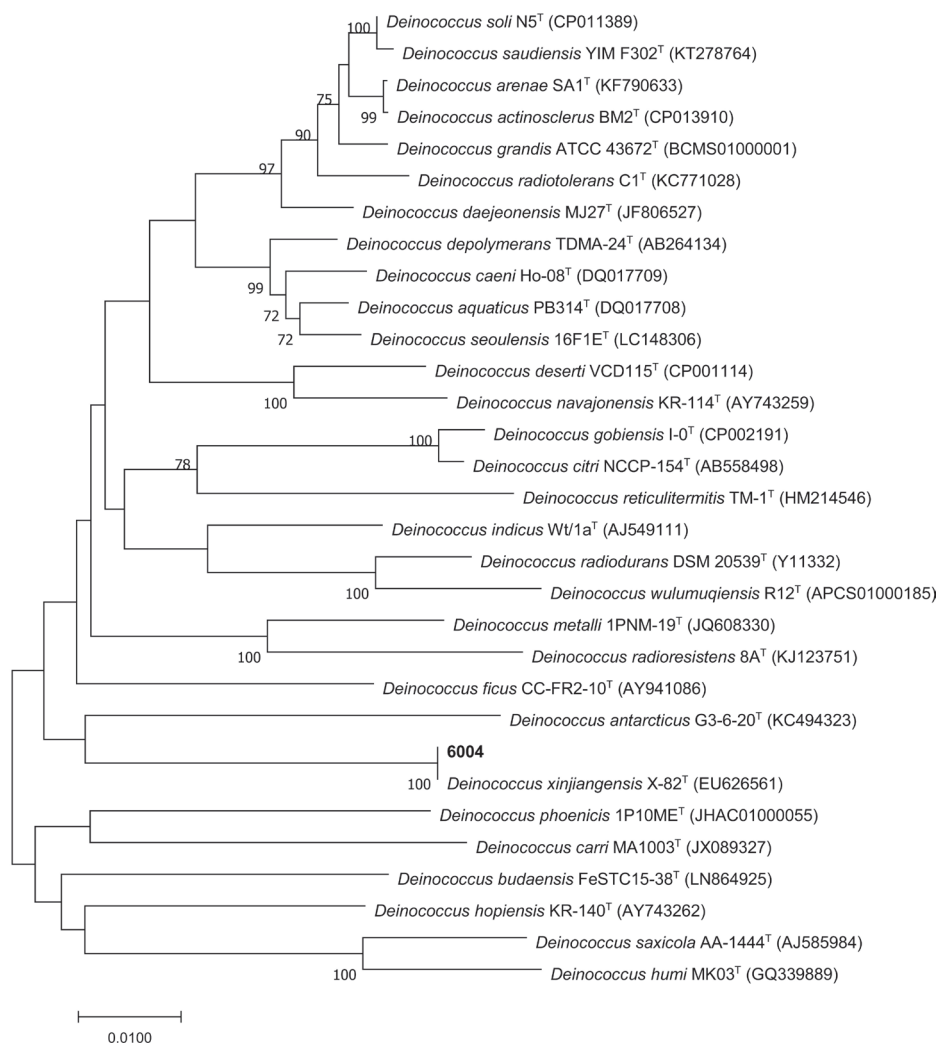 100
Deinococcus soli N5ᵀ (CP011389)
Deinococcus saudiensis YIM F302ᵀ (KT278764)
Deinococcus arenae SA1ᵀ (KF790633)
75
99
Deinococcus actinosclerus BM2ᵀ (CP013910)
90
Deinococcus grandis ATCC 43672ᵀ (BCMS01000001)
97
Deinococcus radiotolerans C1ᵀ (KC771028)
Deinococcus daejeonensis MJ27ᵀ (JF806527)
Deinococcus depolymerans TDMA-24ᵀ (AB264134)
99
Deinococcus caeni Ho-08ᵀ (DQ017709)
72
Deinococcus aquaticus PB314ᵀ (DQ017708)
72
Deinococcus seoulensis 16F1Eᵀ (LC148306)
Deinococcus deserti VCD115ᵀ (CP001114)
100
Deinococcus navajonensis KR-114ᵀ (AY743259)
100
Deinococcus gobiensis I-0ᵀ (CP002191)
78
Deinococcus citri NCCP-154ᵀ (AB558498)
Deinococcus reticulitermitis TM-1ᵀ (HM214546)
Deinococcus indicus Wt/1aᵀ (AJ549111)
Deinococcus radiodurans DSM 20539ᵀ (Y11332)
100
Deinococcus wulumuqiensis R12ᵀ (APCS01000185)
Deinococcus metalli 1PNM-19ᵀ (JQ608330)
100
Deinococcus radioresistens 8Aᵀ (KJ123751)
Deinococcus ficus CC-FR2-10ᵀ (AY941086)
Deinococcus antarcticus G3-6-20ᵀ (KC494323)
6004
100
Deinococcus xinjiangensis X-82ᵀ (EU626561)
Deinococcus phoenicis 1P10MEᵀ (JHAC01000055)
Deinococcus carri MA1003ᵀ (JX089327)
Deinococcus budaensis FeSTC15-38ᵀ (LN864925)
Deinococcus hopiensis KR-140ᵀ (AY743262)
Deinococcus saxicola AA-1444ᵀ (AJ585984)
100
Deinococcus humi MK03ᵀ (GQ339889)
0.0100